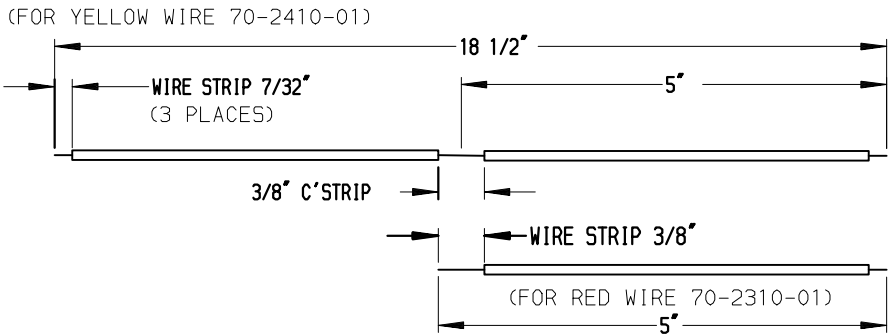 (FOR YELLOW WIRE 70-2410-01)
18 1/2"
WIRE STRIP 7/32"
(3 PLACES)
5"
3/8" C'STRIP
WIRE STRIP 3/8"
(FOR RED WIRE 70-2310-01)
5"